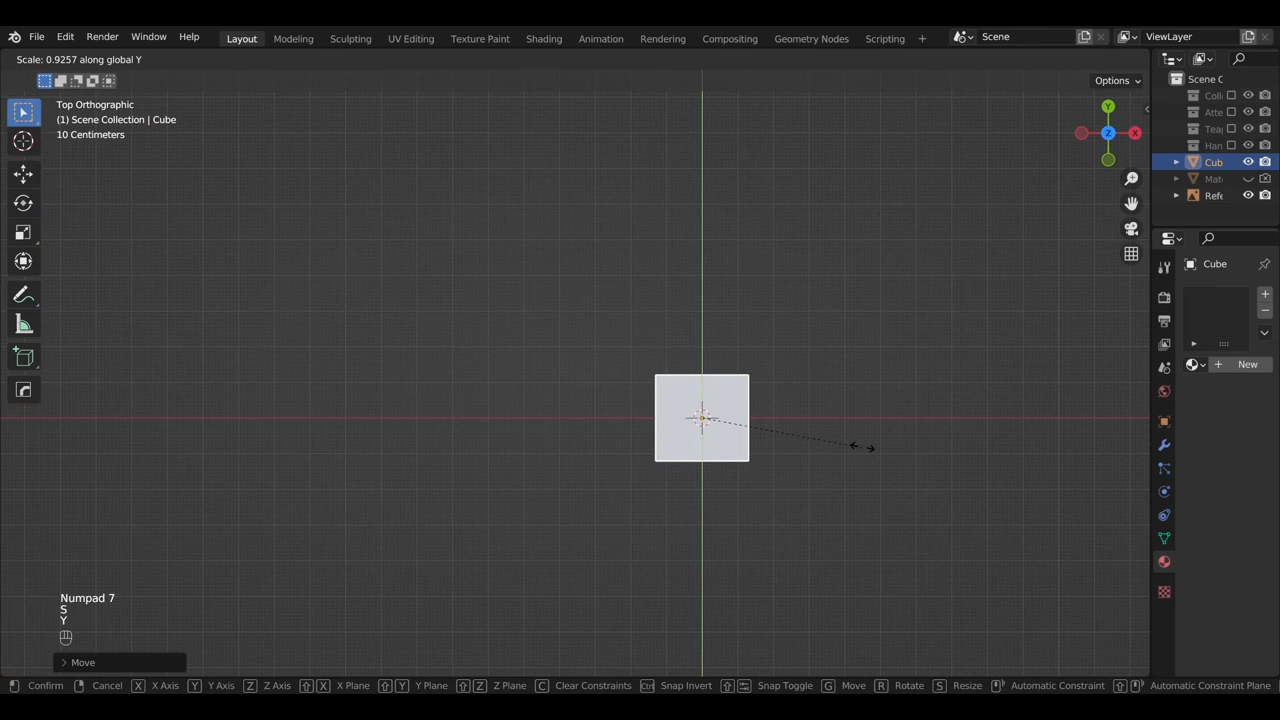 File Edit Render Window Help Layout Modeling Sculpting UV Editing Texture Paint Shading Animation Rendering Compositing Geometry Nodes Scripting + Scene ViewLayer
Scale: 0.9257 along global Y
Options
Scene C
Top Orthographic
(1) Scene Collection | Cube
10 Centimeters
Y
Z
X
Coll
Atte
Tea
Han
Cub
Mat
Refe
Cube
New
Numpad 7
S
Y
Move
Confirm Cancel X X Axis Y Y Axis Z Z Axis X X Plane Y Y Plane Z Z Plane C Clear Constraints Ctrl Snap Invert Snap Toggle G Move R Rotate S Resize Automatic Constraint Automatic Constraint Plane